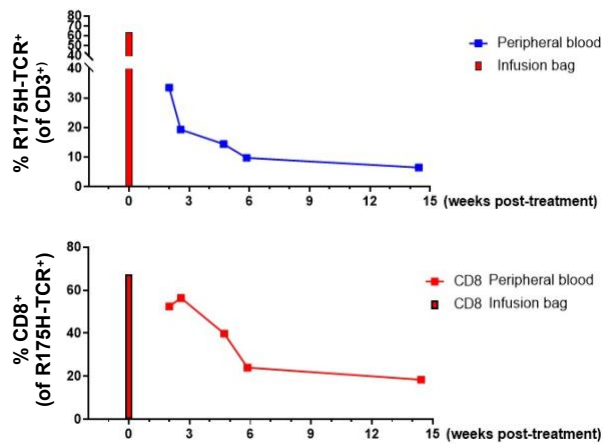 80
70
60
50
40
40
30
20
10
0
% R175H-TCR⁺
(of CD3⁺)
Peripheral blood
Infusion bag
0 3 6 9 12 15 (weeks post-treatment)
80
60
40
20
0
% CD8⁺
(of R175H-TCR⁺)
CD8 Peripheral blood
CD8 Infusion bag
0 3 6 9 12 15 (weeks post-treatment)